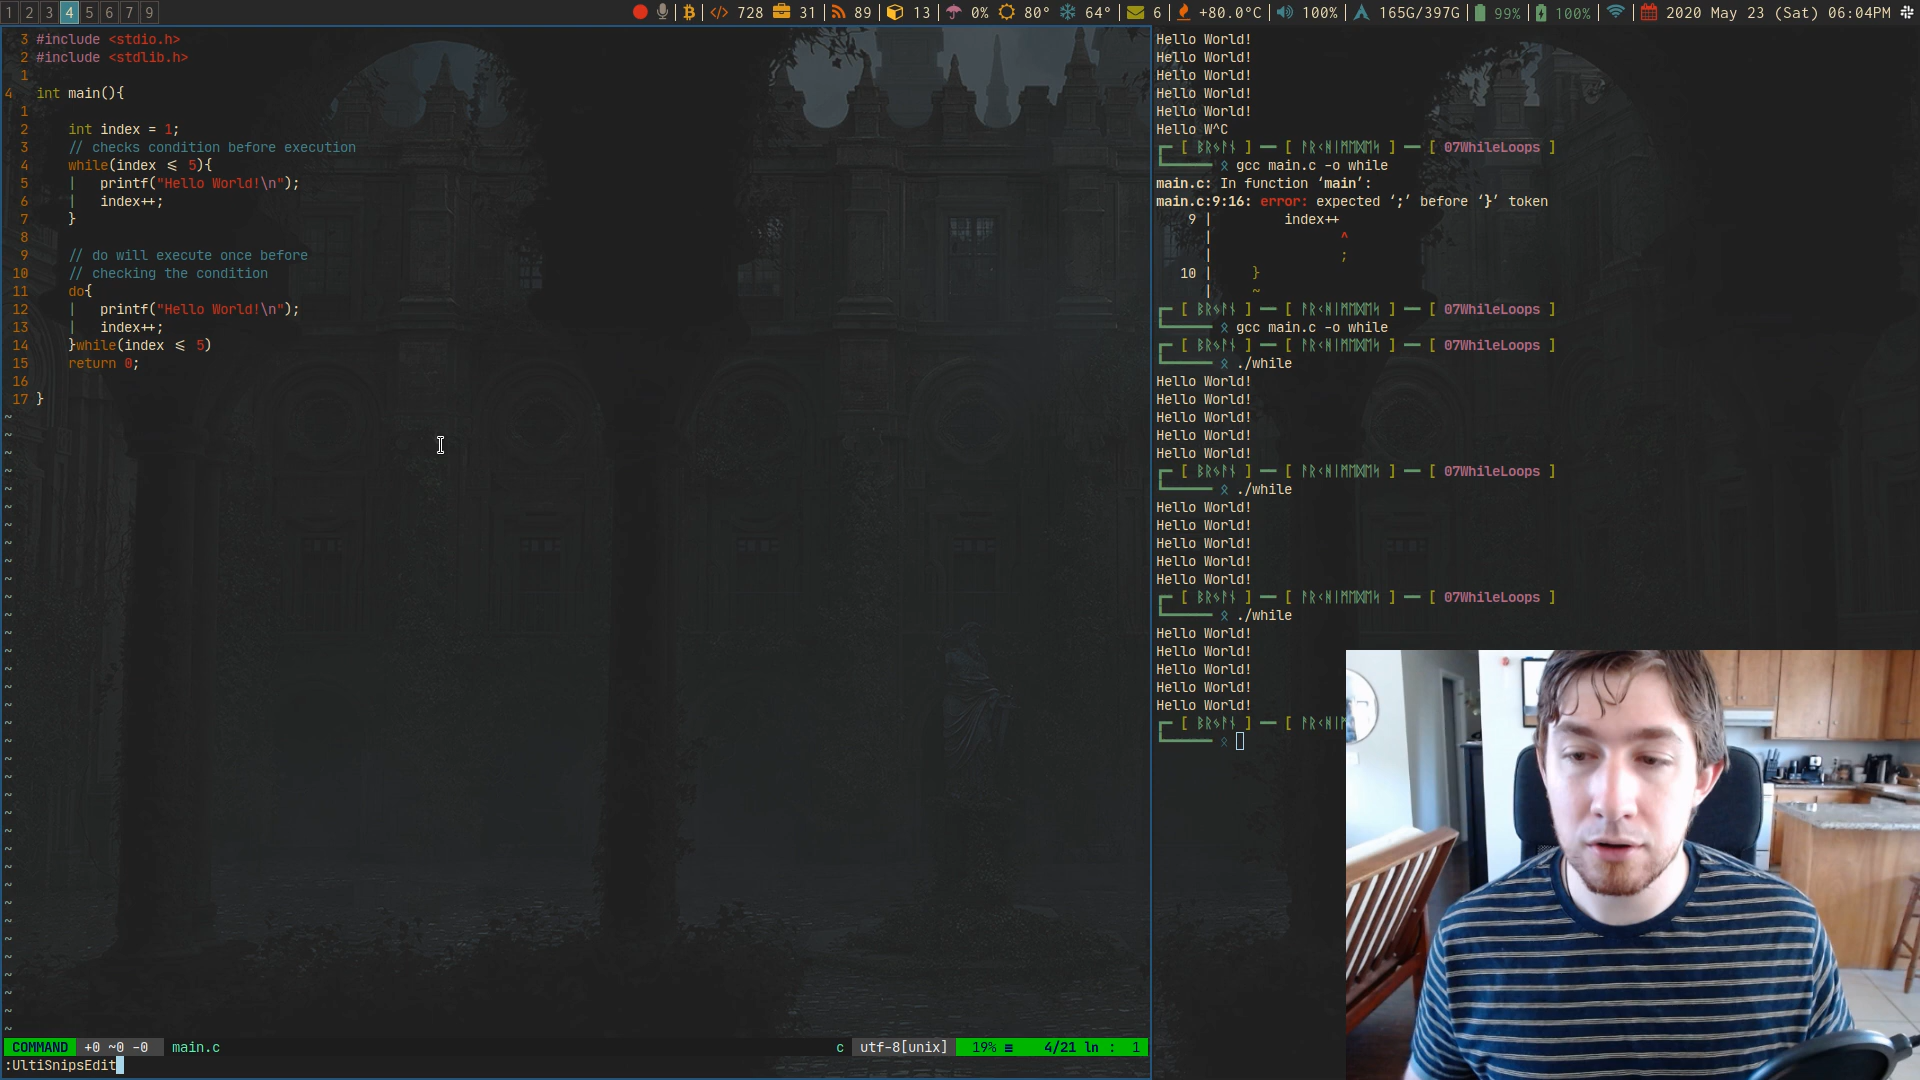 1 2 3 4 5 6 7 9
728 31 89 13 0% 80° 64° 6 +80.0°C 100% 165G/397G 99% 100% 2020 May 23 (Sat) 06:04PM
3 #include <stdio.h>
2 #include <stdlib.h>
1
4 int main(){
1
2 int index = 1;
3 // checks condition before execution
4 while(index ⩽ 5){
5 | printf("Hello World!\n");
6 | index++;
7 }
8
9 // do will execute once before
10 // checking the condition
11 do{
12 | printf("Hello World!\n");
13 | index++;
14 }while(index ⩽ 5)
15 return 0;
16
17 }
COMMAND +0 ~0 -0 main.c c utf-8[unix] 19% ≡ 4/21 ln : 1
:UltiSnipsEdit
Hello World!
Hello World!
Hello World!
Hello World!
Hello World!
Hello W^C
[ 07WhileLoops ]
gcc main.c -o while
main.c: In function ‘main’:
main.c:9:16: error: expected ‘;’ before ‘}’ token
9 | index++
| ^
| ;
10 | }
| ~
[ 07WhileLoops ]
gcc main.c -o while
[ 07WhileLoops ]
./while
Hello World!
Hello World!
Hello World!
Hello World!
Hello World!
[ 07WhileLoops ]
./while
Hello World!
Hello World!
Hello World!
Hello World!
Hello World!
[ 07WhileLoops ]
./while
Hello World!
Hello World!
Hello World!
Hello World!
Hello World!